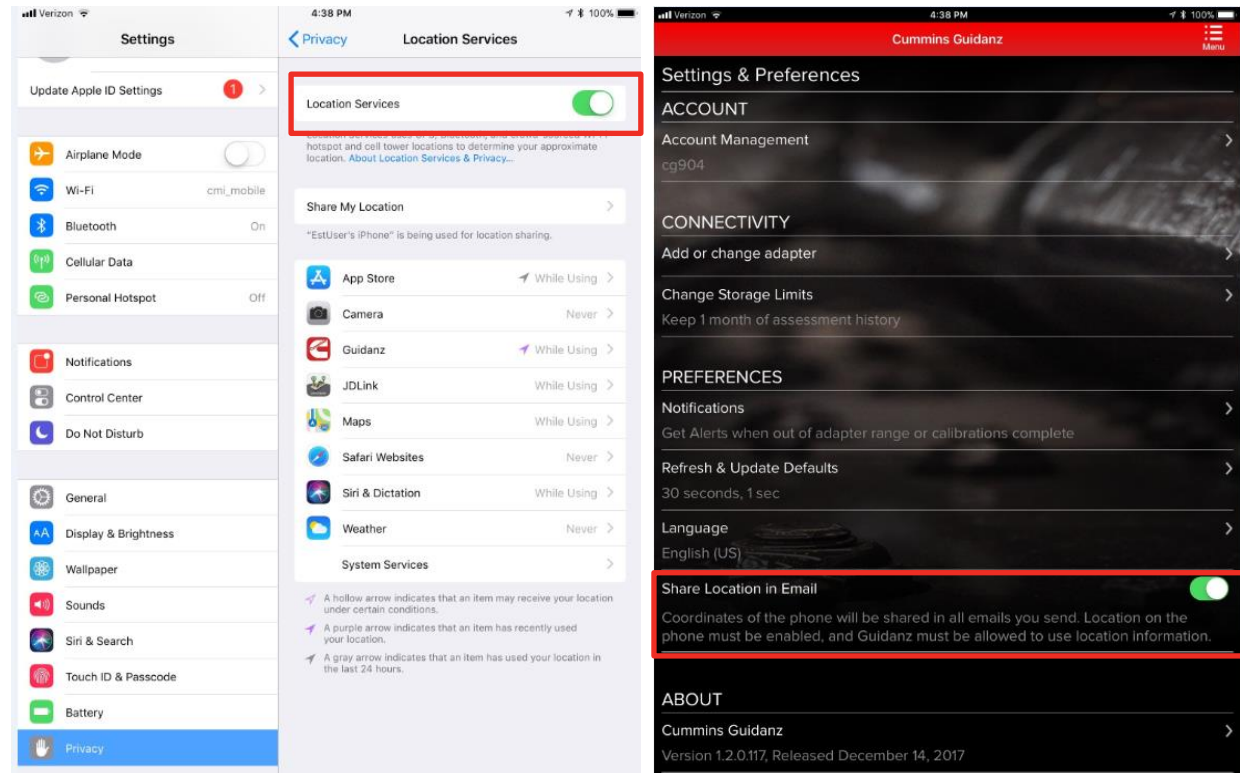 Verizon
4:38 PM
100%
Settings
Update Apple ID Settings
1
Airplane Mode
Wi-Fi
cmi_mobile
Bluetooth
On
Cellular Data
Personal Hotspot
Off
Notifications
Control Center
Do Not Disturb
General
Display & Brightness
Wallpaper
Sounds
Siri & Search
Touch ID & Passcode
Battery
Privacy
Privacy
Location Services
Location Services
Location Services uses GPS, Bluetooth, and crowd-sourced Wi-Fi
hotspot and cell tower locations to determine your approximate
location. About Location Services & Privacy...
Share My Location
"EstUser's iPhone" is being used for location sharing.
App Store
While Using
Camera
Never
Guidanz
While Using
JDLink
While Using
Maps
While Using
Safari Websites
Never
Siri & Dictation
While Using
Weather
Never
System Services
A hollow arrow indicates that an item may receive your location
under certain conditions.
A purple arrow indicates that an item has recently used
your location.
A gray arrow indicates that an item has used your location in
the last 24 hours.
Verizon
4:38 PM
100%
Cummins Guidanz
Menu
Settings & Preferences
ACCOUNT
Account Management
cg904
CONNECTIVITY
Add or change adapter
Change Storage Limits
Keep 1 month of assessment history
PREFERENCES
Notifications
Get Alerts when out of adapter range or calibrations complete
Refresh & Update Defaults
30 seconds, 1 sec
Language
English (US)
Share Location in Email
Coordinates of the phone will be shared in all emails you send. Location on the
phone must be enabled, and Guidanz must be allowed to use location information.
ABOUT
Cummins Guidanz
Version 1.2.0.117, Released December 14, 2017